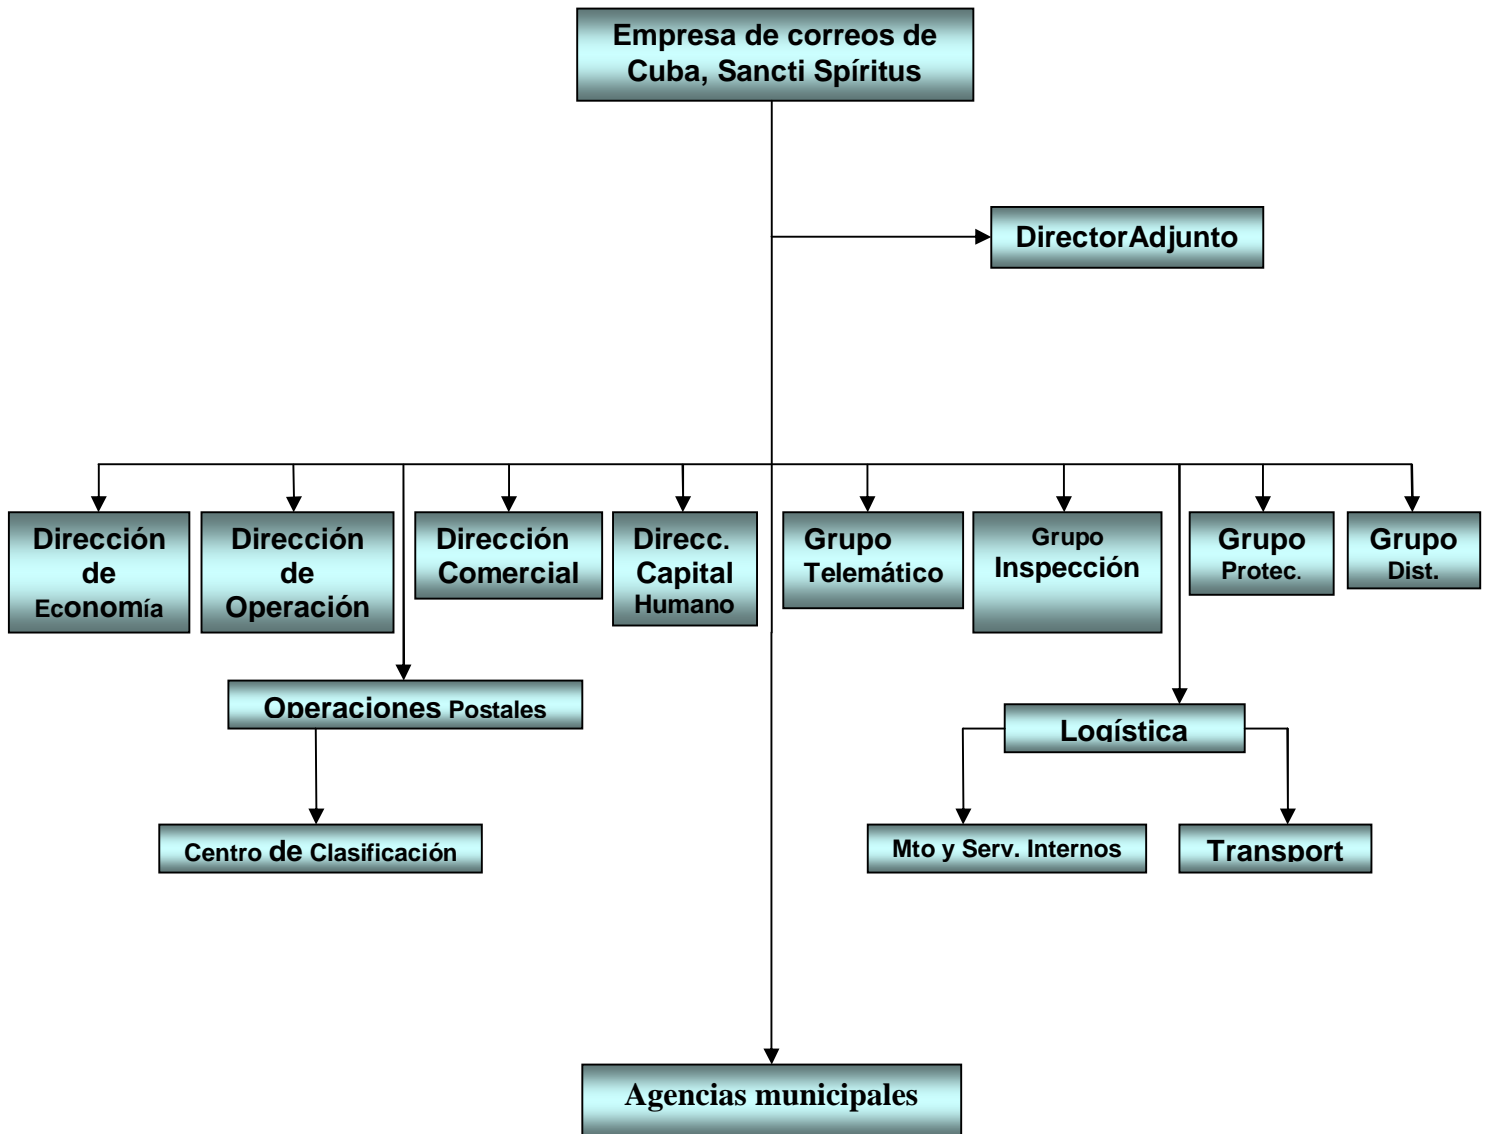 Empresa de correos de
Cuba, Sancti Spíritus
DirectorAdjunto
Dirección
de
Economía
Dirección
de
Operación
Dirección
Comercial
Direcc.
Capital
Humano
Grupo
Telemático
Grupo
Inspección
Grupo
Protec.
Grupo
Dist.
Operaciones Postales
Logística
Centro de Clasificación
Mto y Serv. Internos
Transport
Agencias municipales